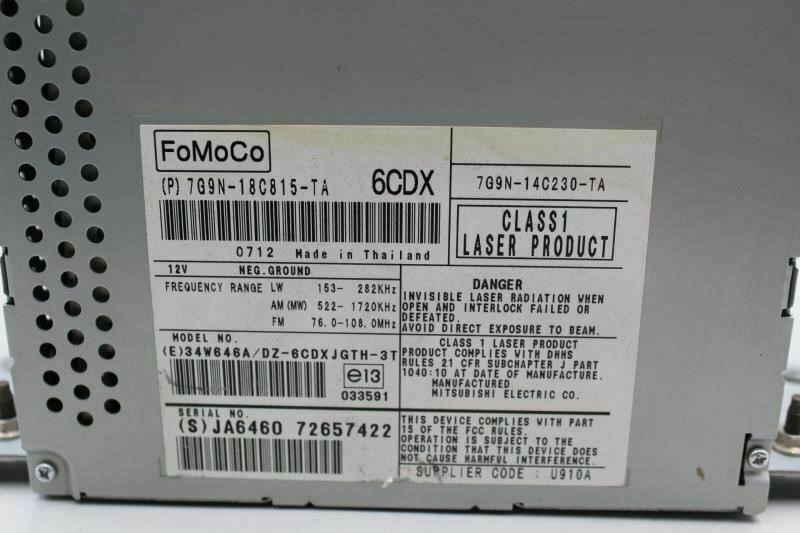 FoMoCo
(P) 7G9N-18C815-TA 6CDX
0712 Made in Thailand
7G9N-14C230-TA
CLASS1
LASER PRODUCT
12V NEG.GROUND
FREQUENCY RANGE LW 153- 282KHz
AM (MW) 522- 1720KHz
FM 76.0-108.0MHz
DANGER
INVISIBLE LASER RADIATION WHEN
OPEN AND INTERLOCK FAILED OR
DEFEATED.
AVOID DIRECT EXPOSURE TO BEAM.
MODEL NO.
(E)34W646A/DZ-6CDXJGTH-3T
e13
033591
CLASS 1 LASER PRODUCT
PRODUCT COMPLIES WITH DHHS
RULES 21 CFR SUBCHAPTER J PART
1040:10 AT DATE OF MANUFACTURE.
MANUFACTURED
MITSUBISHI ELECTRIC CO.
SERIAL NO.
(S)JA6460 72657422
THIS DEVICE COMPLIES WITH PART
15 OF THE FCC RULES.
OPERATION IS SUBJECT TO THE
CONDITION THAT THIS DEVICE DOES
NOT CAUSE HARMFUL INTERFERENCE.
SUPPLIER CODE : U910A